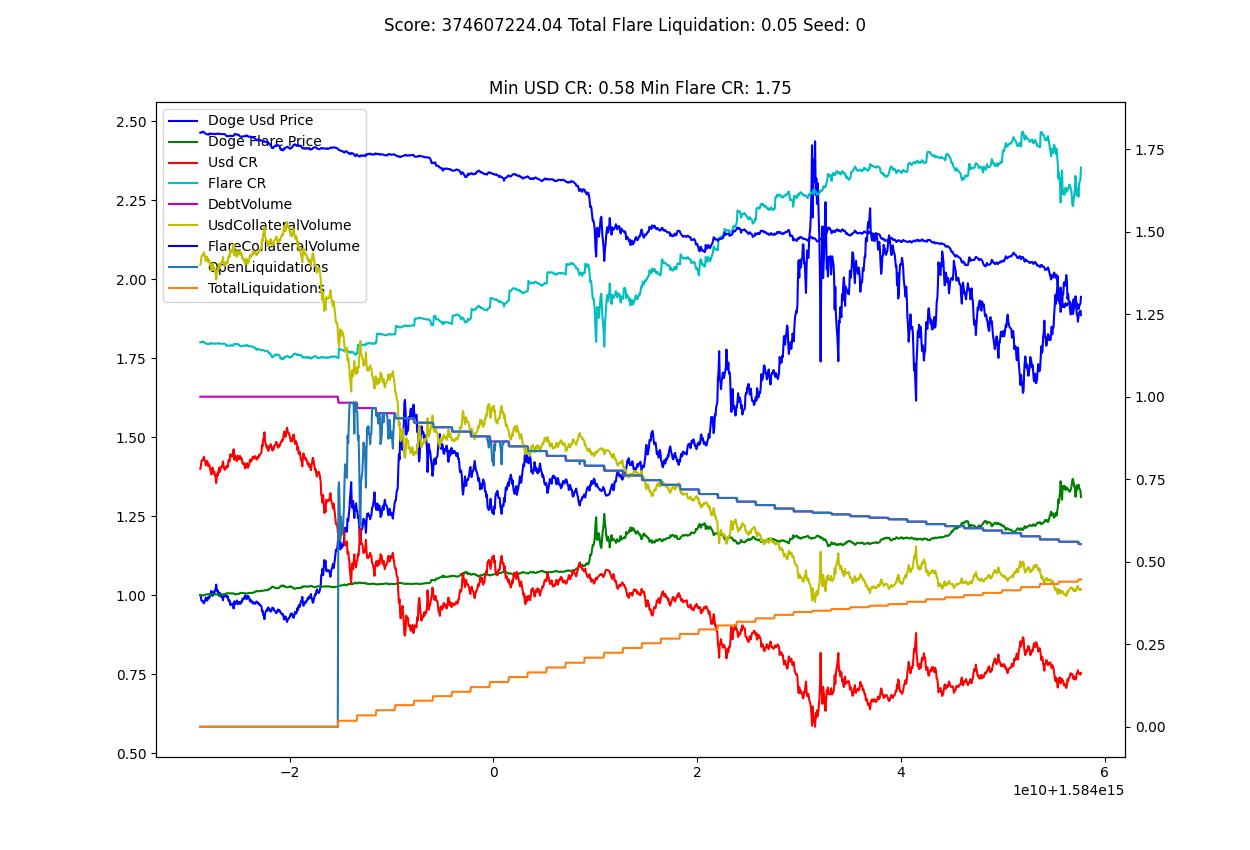 Score: 374607224.04 Total Flare Liquidation: 0.05 Seed: 0
Min USD CR: 0.58 Min Flare CR: 1.75
Doge Usd Price
Doge Flare Price
Usd CR
Flare CR
DebtVolume
UsdCollateralVolume
FlareCollateralVolume
OpenLiquidations
TotalLiquidations
2.50
2.25
2.00
1.75
1.50
1.25
1.00
0.75
0.50
1.75
1.50
1.25
1.00
0.75
0.50
0.25
0.00
−2 0 2 4 6
1e10+1.584e15